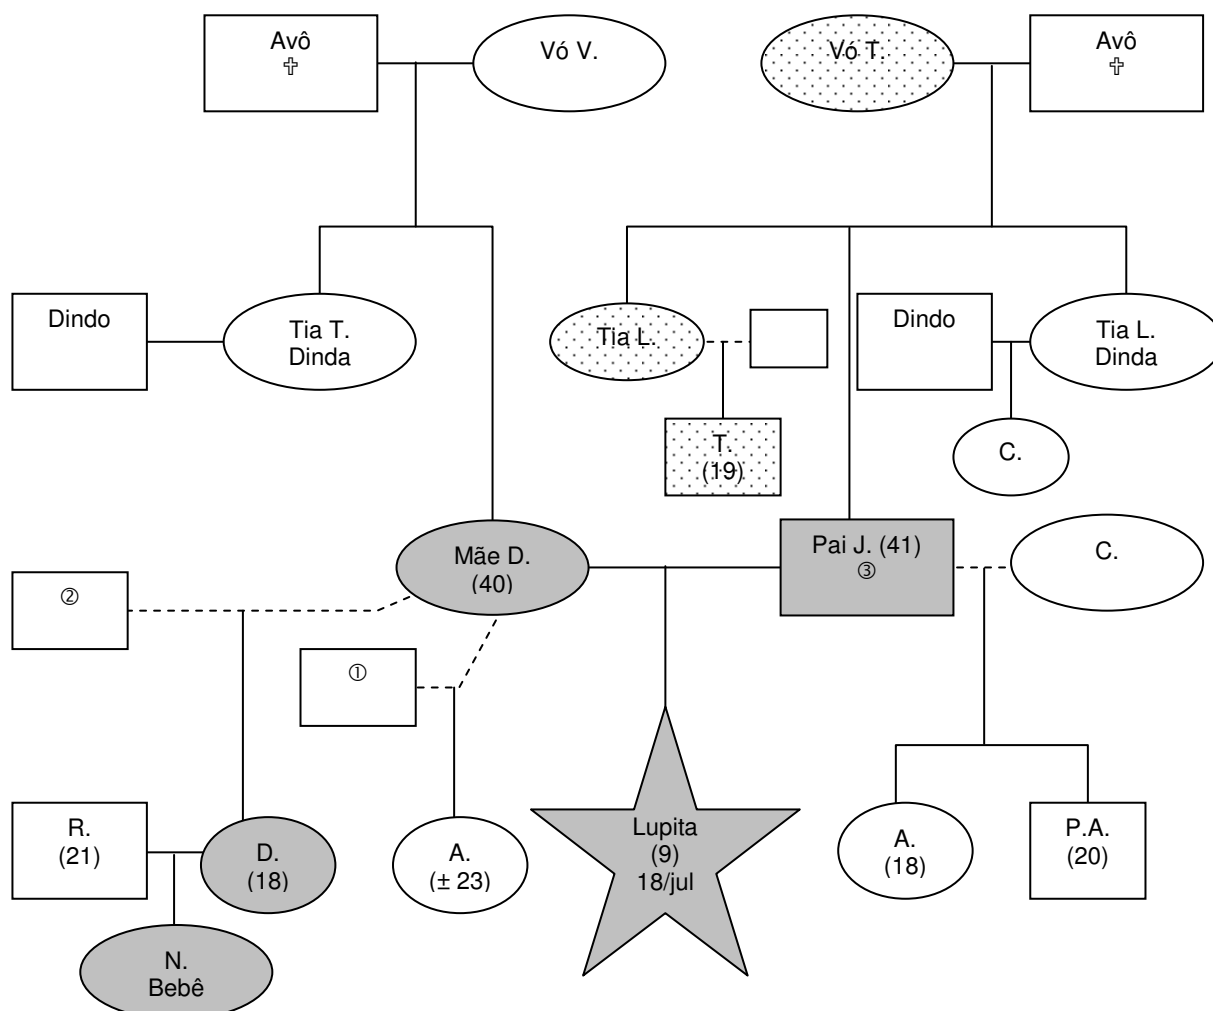 Avô
✞
Vó V.
Vó T.
Avô
✞
Dindo
Tia T.
Dinda
Tia L.
Dindo
Tia L.
Dinda
T.
(19)
C.
Mãe D.
(40)
Pai J. (41)
③
C.
②
①
R.
(21)
D.
(18)
A.
(± 23)
Lupita
(9)
18/jul
A.
(18)
P.A.
(20)
N.
Bebê